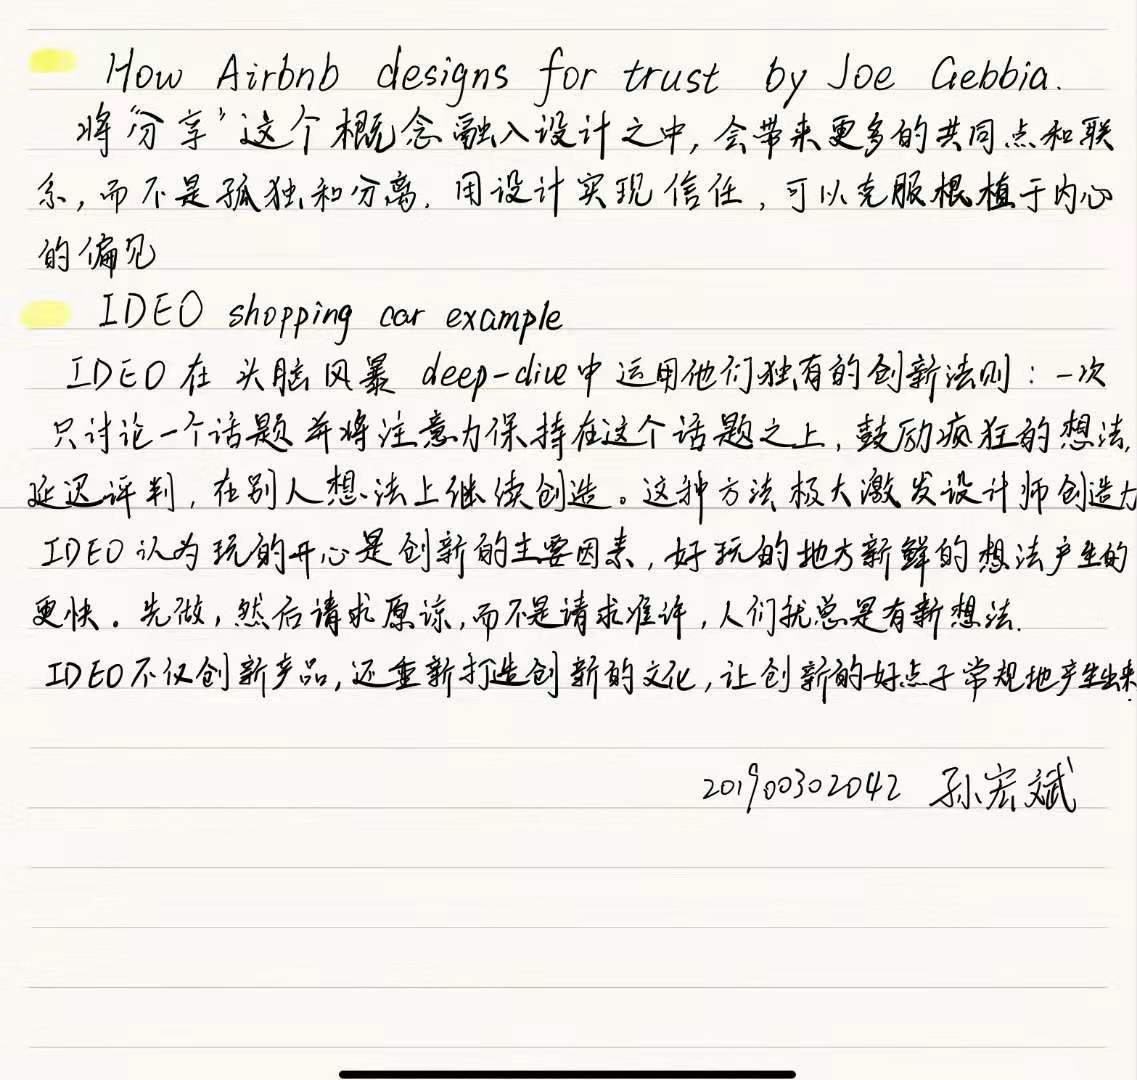 How Airbnb designs for trust by Joe Gebbia.
将“分享”这个概念融入设计之中,会带来更多的共同点和联
系,而不是孤独和分离.用设计实现信任,可以克服根植于内心
的偏见
IDEO shopping car example
IDEO在头脑风暴 deep-dive中运用他们独有的创新法则:一次
只讨论一个话题并将注意力保持在这个话题之上,鼓励疯狂的想法,
延迟评判,在别人想法上继续创造。这种方法极大激发设计师创造力
IDEO认为玩的开心是创新的主要因素,好玩的地方新鲜的想法产生的
更快。先做,然后请求原谅,而不是请求准许,人们就总是有新想法.
IDEO不仅创新产品,还重新打造创新的文化,让创新的好点子常规地产生出来.
201900302042 孙宏斌